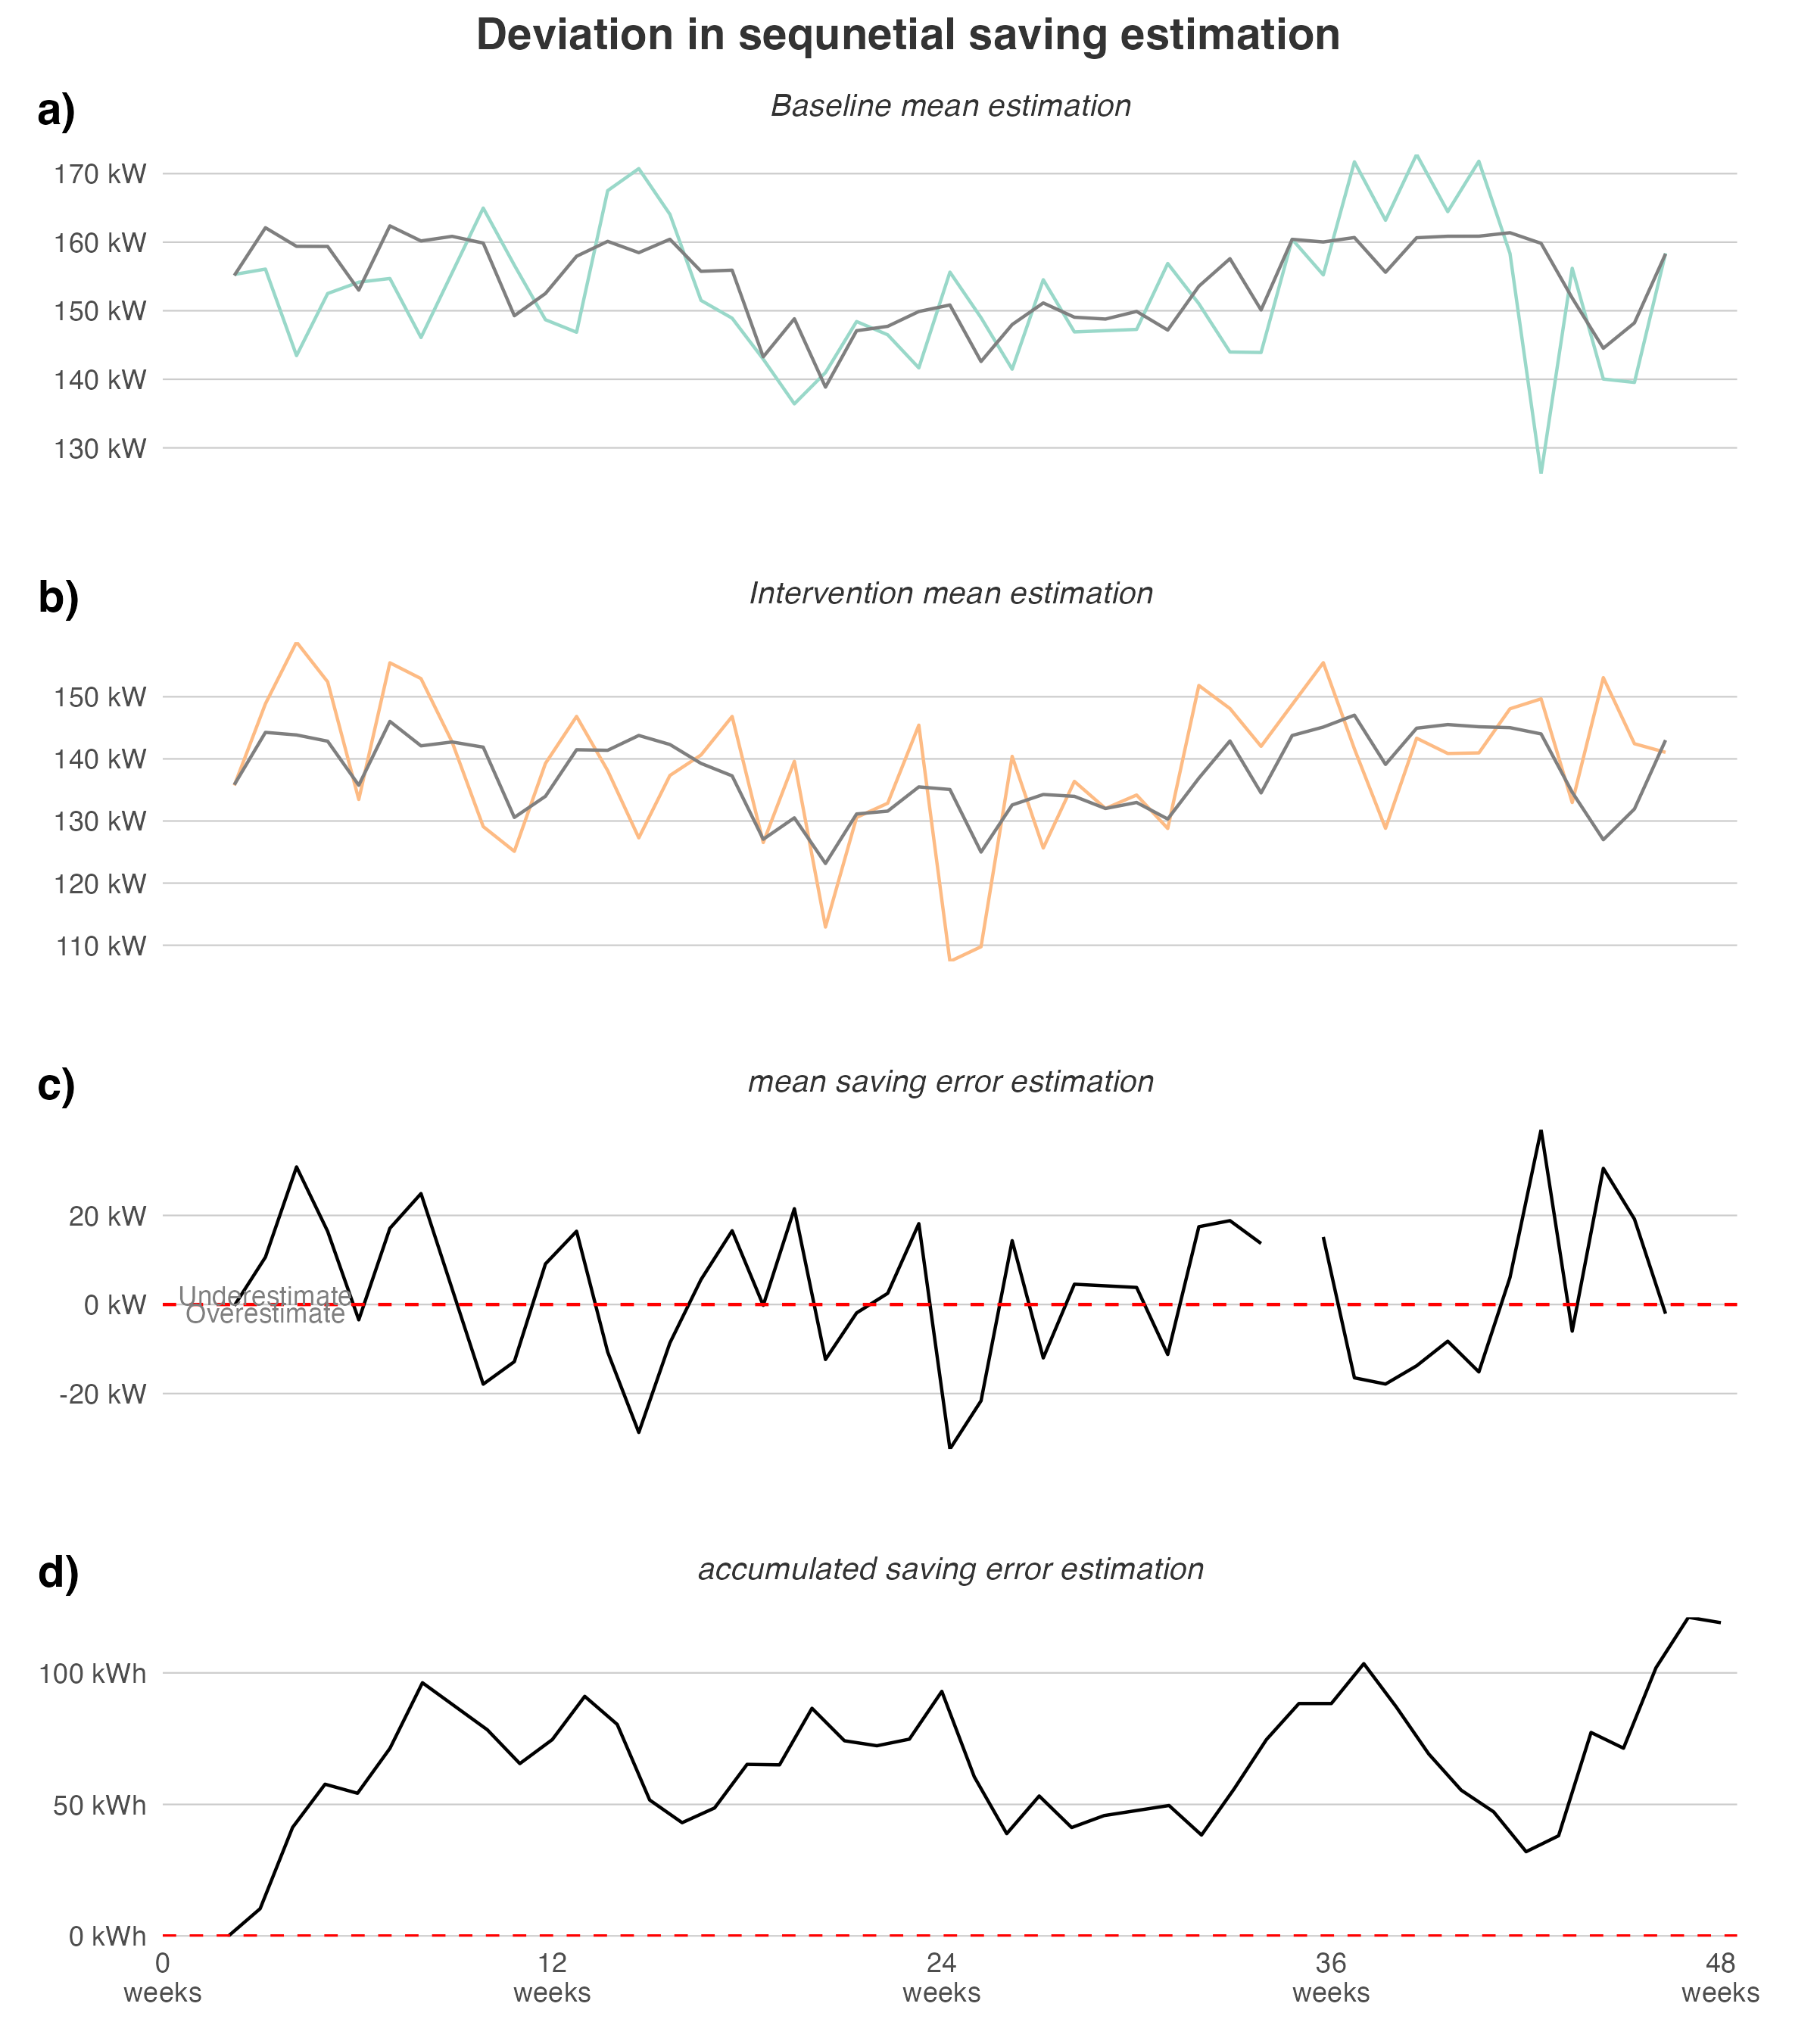 Deviation in sequnetial saving estimation
a)
Baseline mean estimation
170 kW
160 kW
150 kW
140 kW
130 kW
b)
Intervention mean estimation
150 kW
140 kW
130 kW
120 kW
110 kW
c)
mean saving error estimation
20 kW
Underestimate
0 kW
Overestimate
-20 kW
d)
accumulated saving error estimation
100 kWh
50 kWh
0 kWh
0 12 24 36 48
weeks weeks weeks weeks weeks